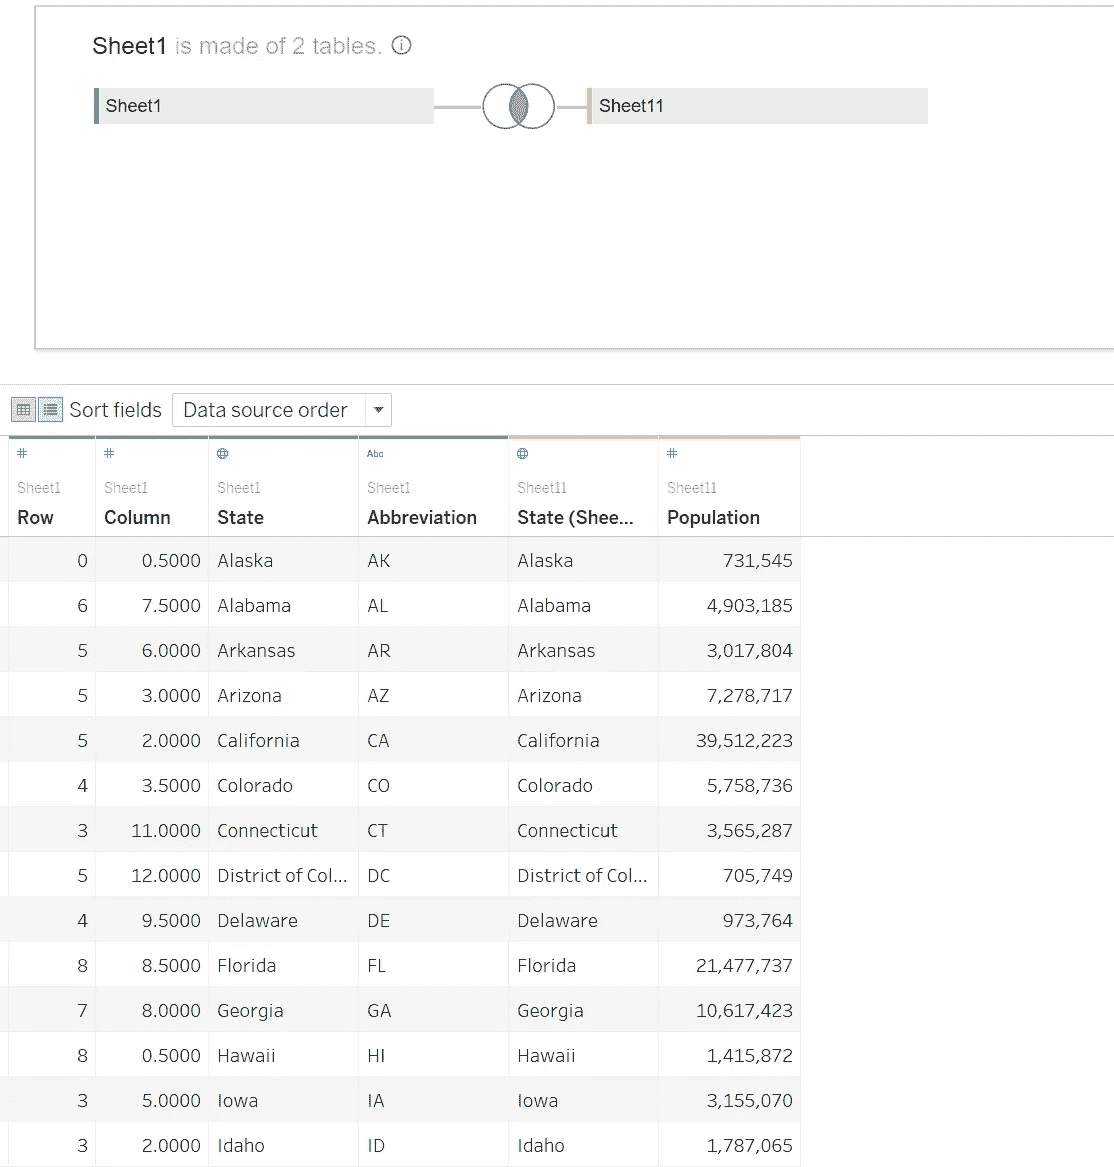 Sheet1 is made of 2 tables.
Sheet1 Sheet11
Sort fields Data source order
# # Abc #
Sheet1 Sheet1 Sheet1 Sheet1 Sheet11 Sheet11
Row Column State Abbreviation State (Shee... Population
0 0.5000 Alaska AK Alaska 731,545
6 7.5000 Alabama AL Alabama 4,903,185
5 6.0000 Arkansas AR Arkansas 3,017,804
5 3.0000 Arizona AZ Arizona 7,278,717
5 2.0000 California CA California 39,512,223
4 3.5000 Colorado CO Colorado 5,758,736
3 11.0000 Connecticut CT Connecticut 3,565,287
5 12.0000 District of Col... DC District of Col... 705,749
4 9.5000 Delaware DE Delaware 973,764
8 8.5000 Florida FL Florida 21,477,737
7 8.0000 Georgia GA Georgia 10,617,423
8 0.5000 Hawaii HI Hawaii 1,415,872
3 5.0000 Iowa IA Iowa 3,155,070
3 2.0000 Idaho ID Idaho 1,787,065